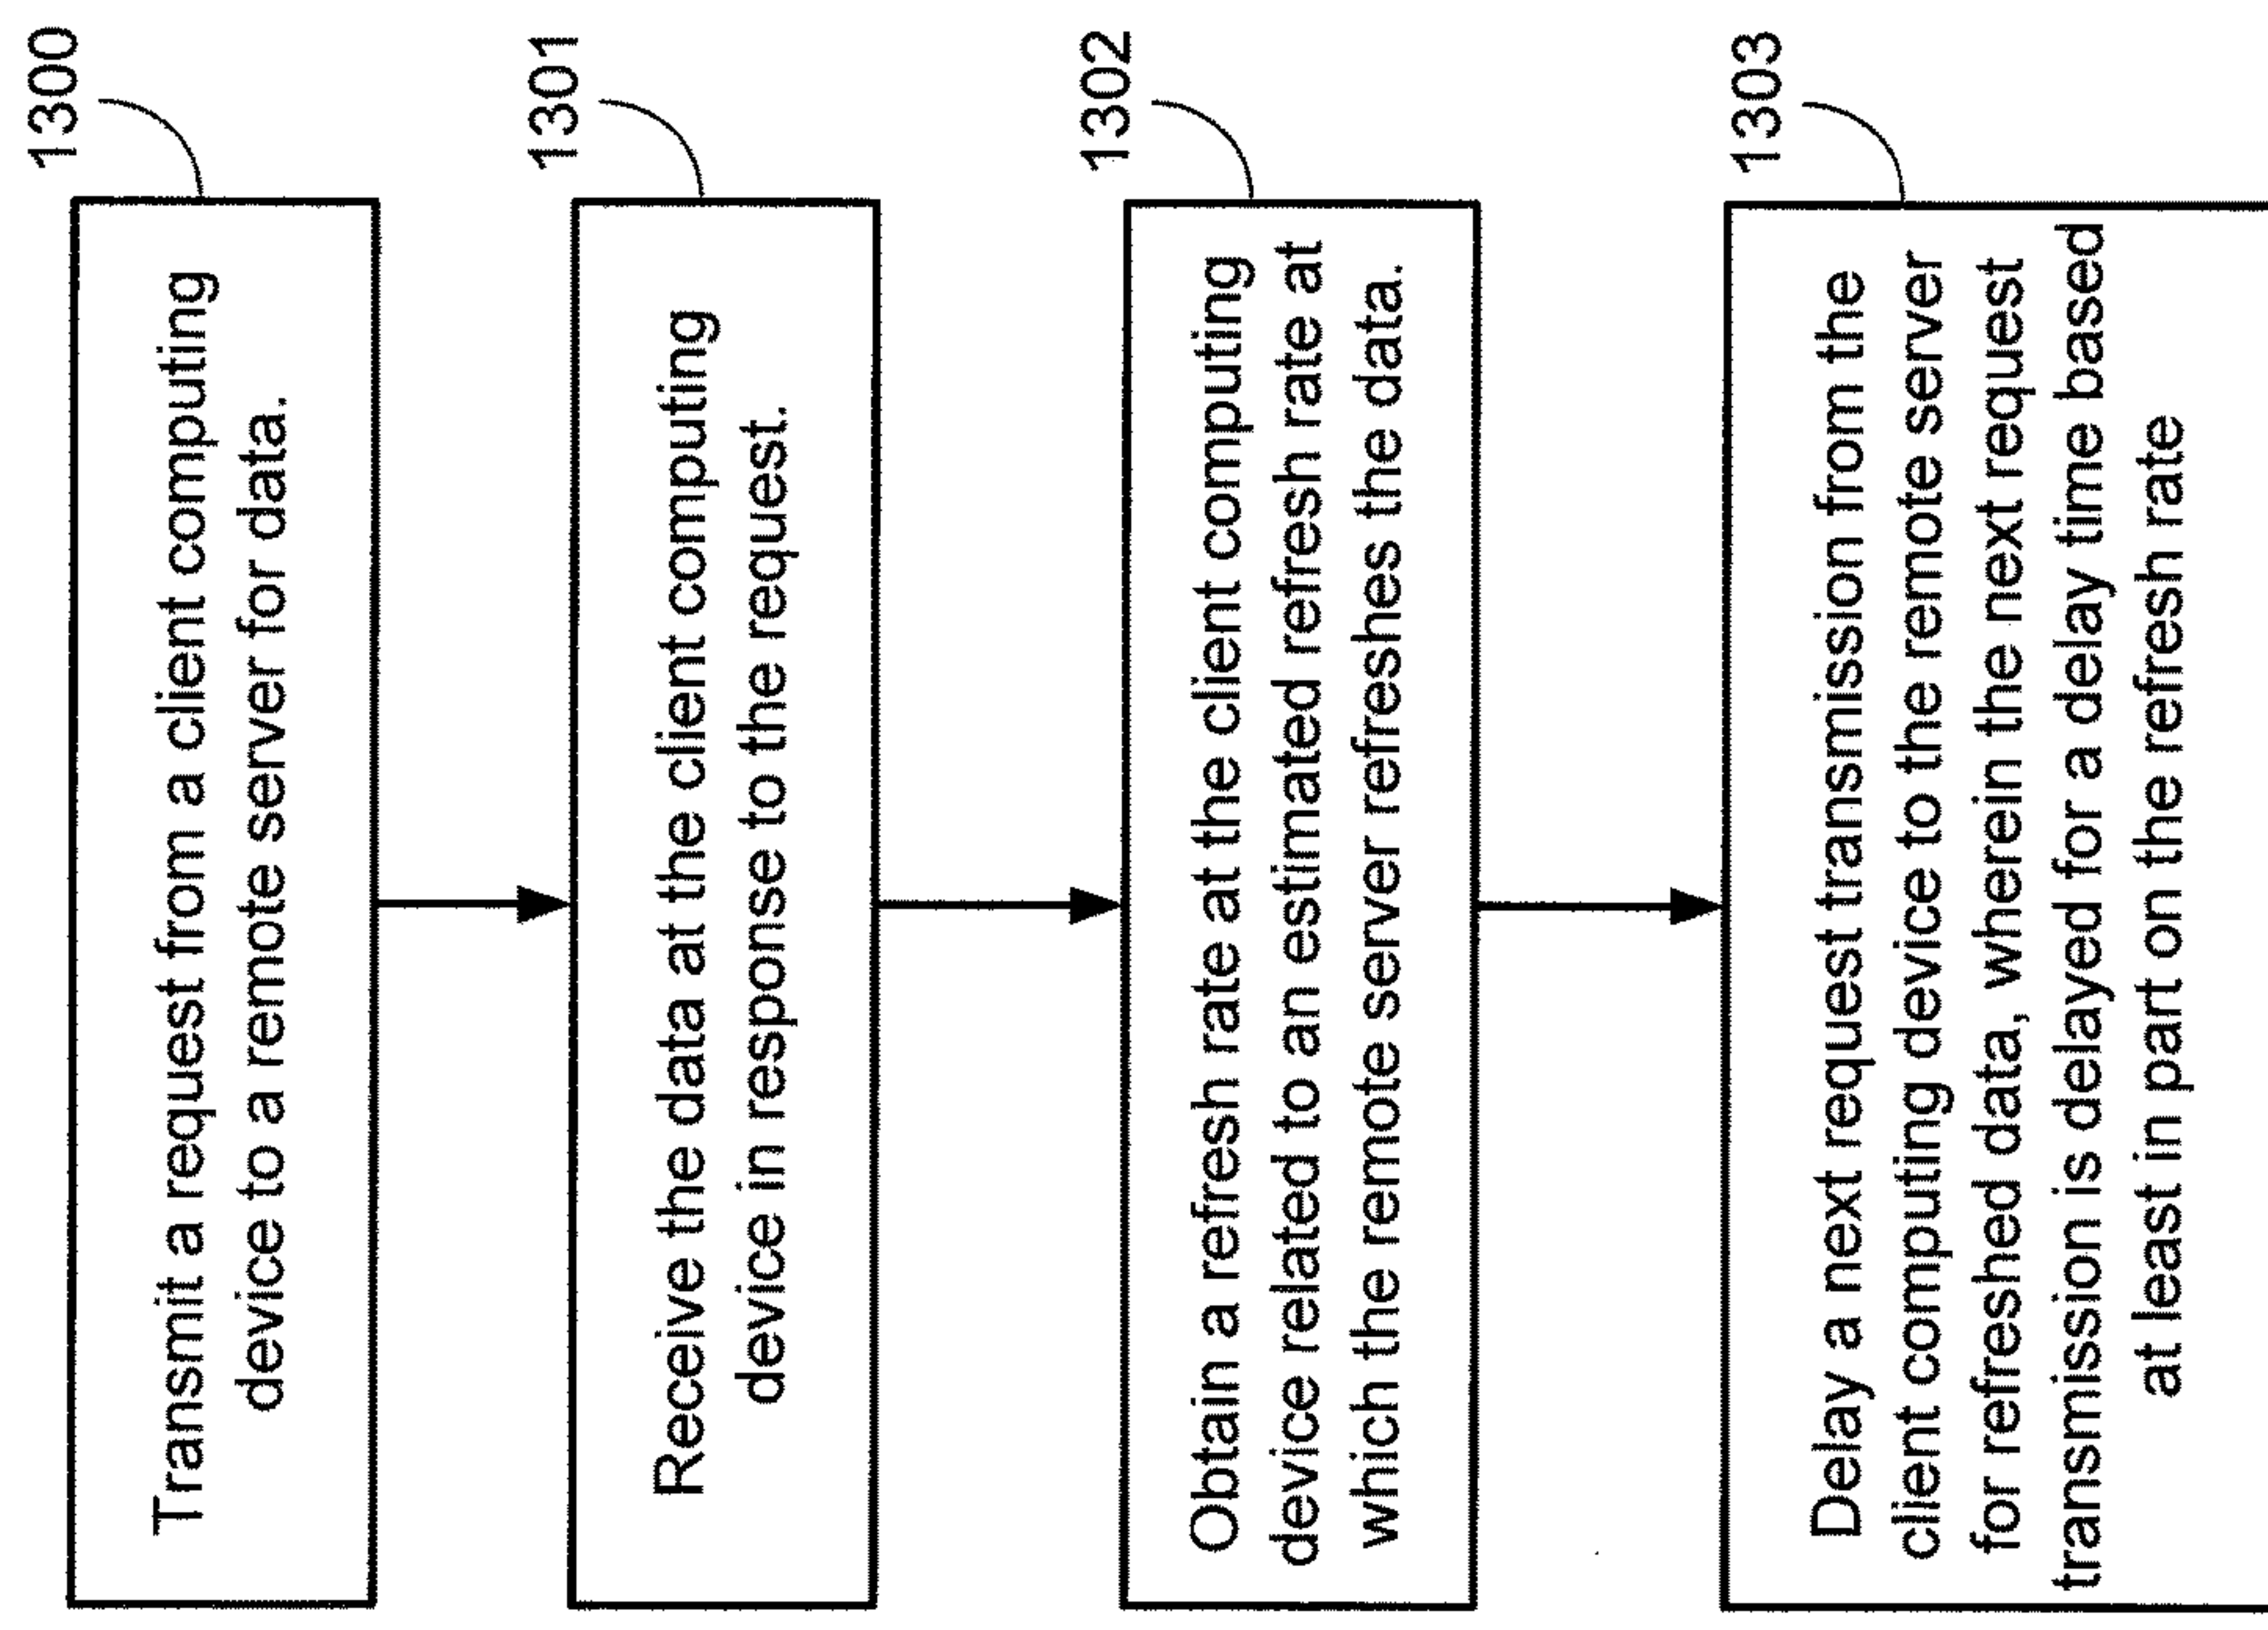 1300
Transmit a request from a client computing
device to a remote server for data.
1301
Receive the data at the client computing
device in response to the request.
1302
Obtain a refresh rate at the client computing
device related to an estimated refresh rate at
which the remote server refreshes the data.
1303
Delay a next request transmission from the
client computing device to the remote server
for refreshed data, wherein the next request
transmission is delayed for a delay time based
at least in part on the refresh rate